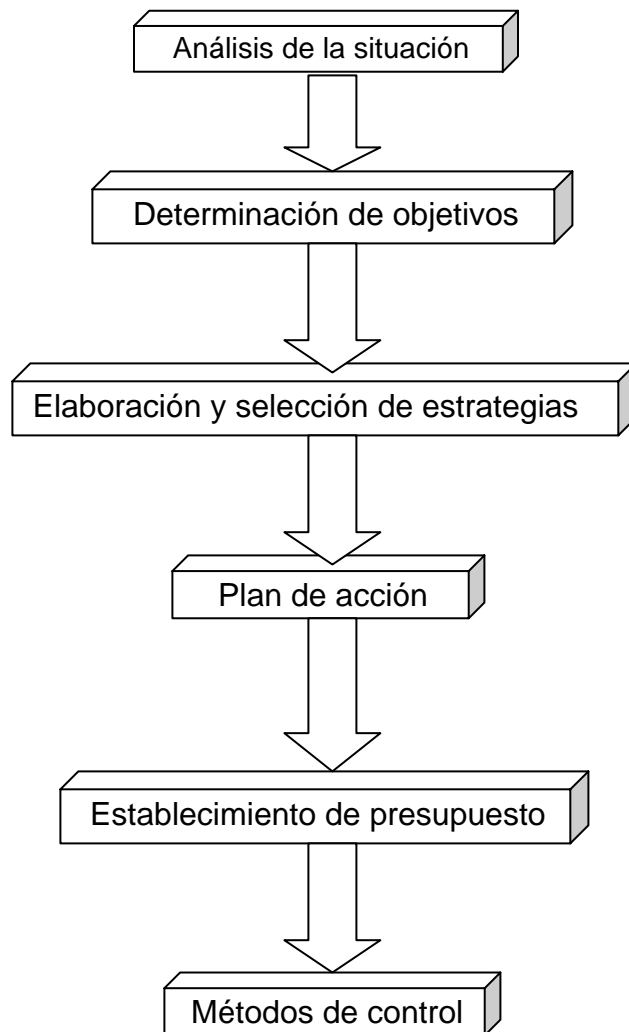 Análisis de la situación
Determinación de objetivos
Elaboración y selección de estrategias
Plan de acción
Establecimiento de presupuesto
Métodos de control